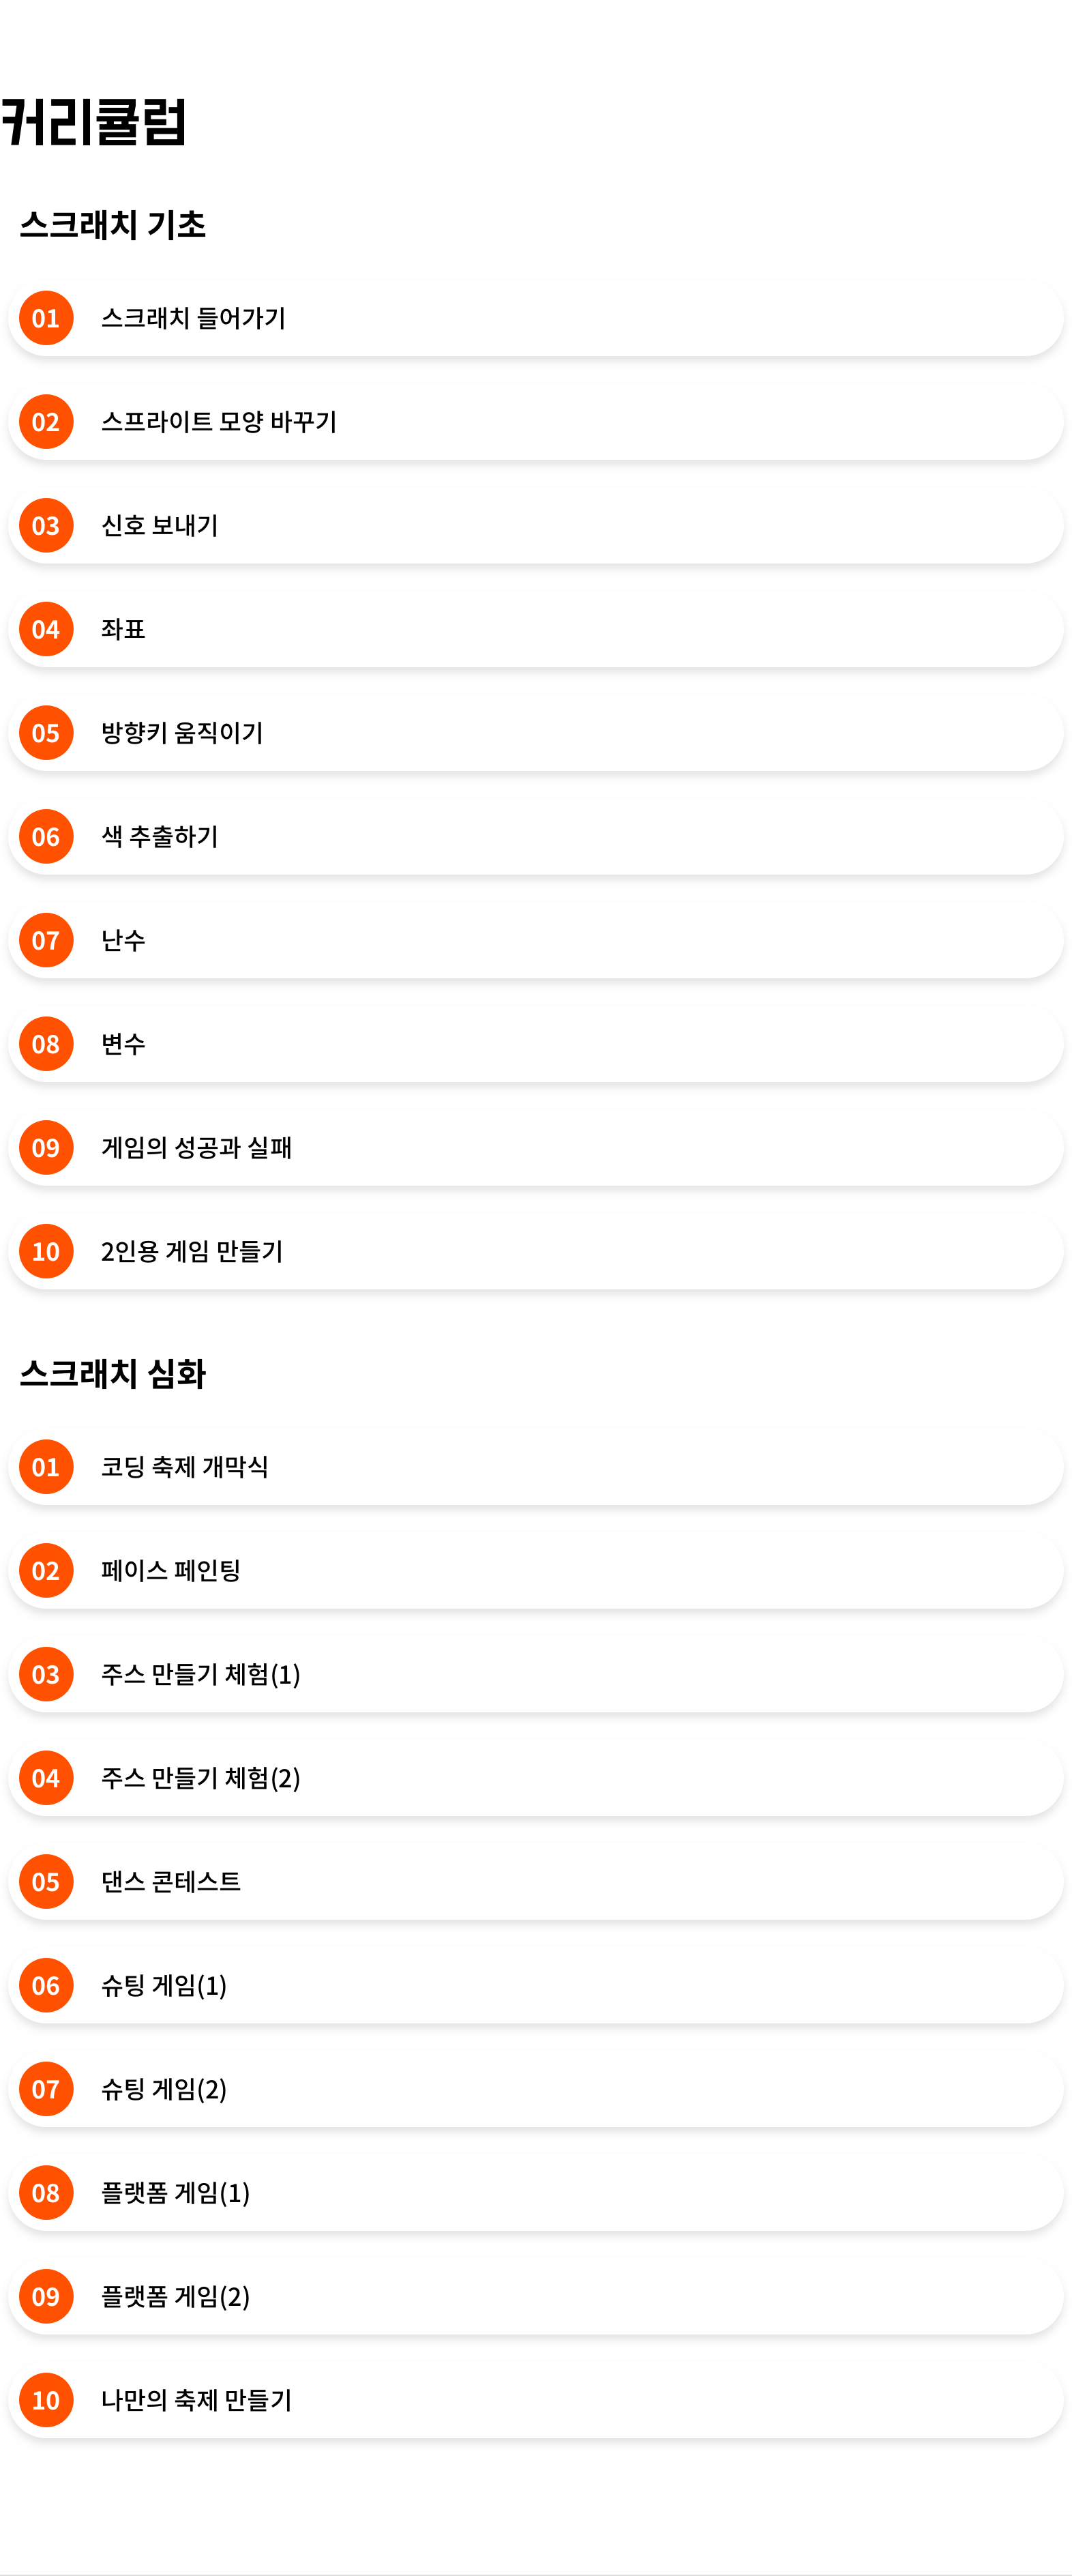 커리큘럼
스크래치 기초
01 스크래치 들어가기
02 스프라이트 모양 바꾸기
03 신호 보내기
04 좌표
05 방향키 움직이기
06 색 추출하기
07 난수
08 변수
09 게임의 성공과 실패
10 2인용 게임 만들기
스크래치 심화
01 코딩 축제 개막식
02 페이스 페인팅
03 주스 만들기 체험(1)
04 주스 만들기 체험(2)
05 댄스 콘테스트
06 슈팅 게임(1)
07 슈팅 게임(2)
08 플랫폼 게임(1)
09 플랫폼 게임(2)
10 나만의 축제 만들기